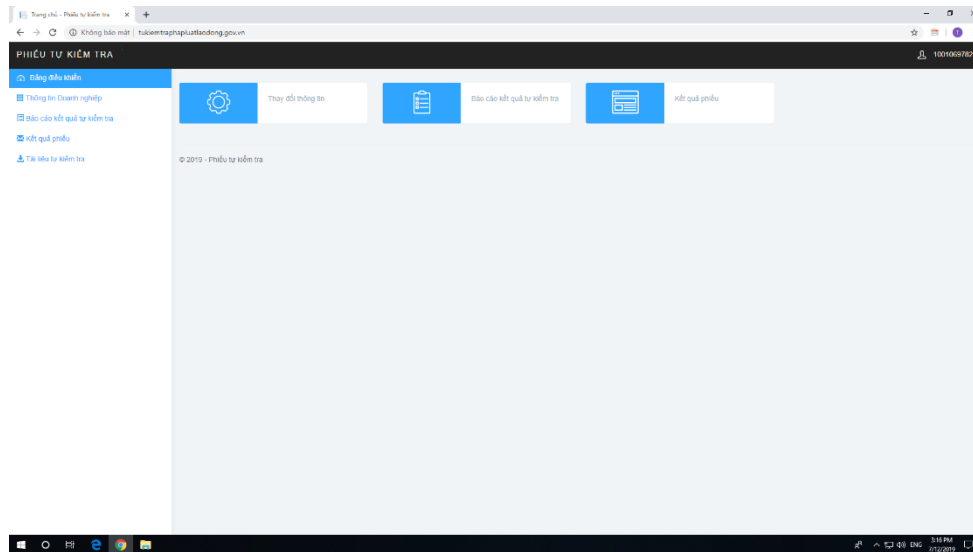 Trang chủ - Phiếu tự kiểm tra
Không bảo mật | tukiemtraphapluatlaodong.gov.vn
PHIẾU TỰ KIỂM TRA
1001069782
Bảng điều khiển
Thông tin Doanh nghiệp
Báo cáo kết quả tự kiểm tra
Kết quả phiếu
Tài liệu tự kiểm tra
Thay đổi thông tin
Báo cáo kết quả tự kiểm tra
Kết quả phiếu
© 2019 - Phiếu tự kiểm tra
ENG
3:16 PM
7/12/2019